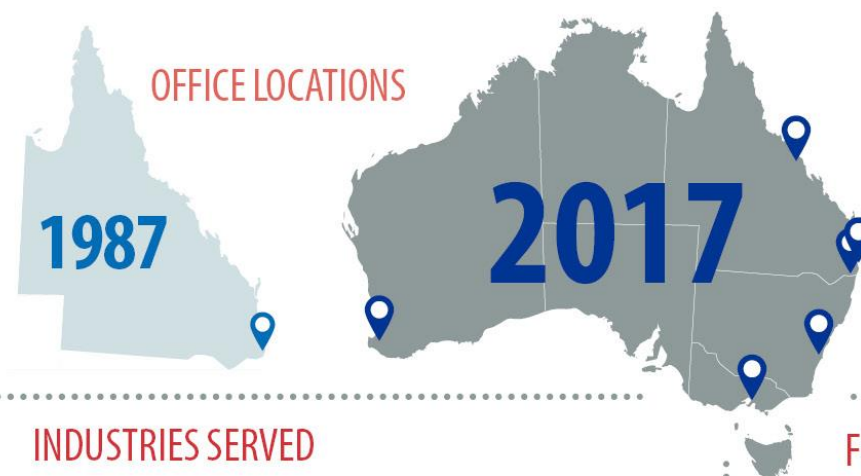 OFFICE LOCATIONS
1987
2017
INDUSTRIES SERVED
F